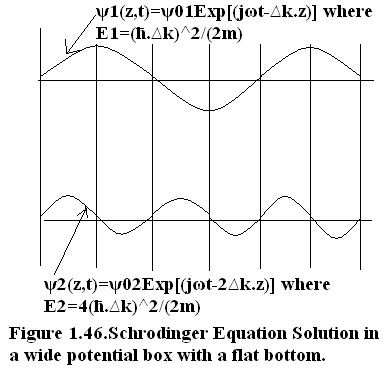 ψ1(z,t)=ψ01Exp[(jωt-Δk.z)] where
E1=(ħ.Δk)^2/(2m)
ψ2(z,t)=ψ02Exp[(jωt-2Δk.z)] where
E2=4(ħ.Δk)^2/(2m)
Figure 1.46.Schrodinger Equation Solution in
a wide potential box with a flat bottom.